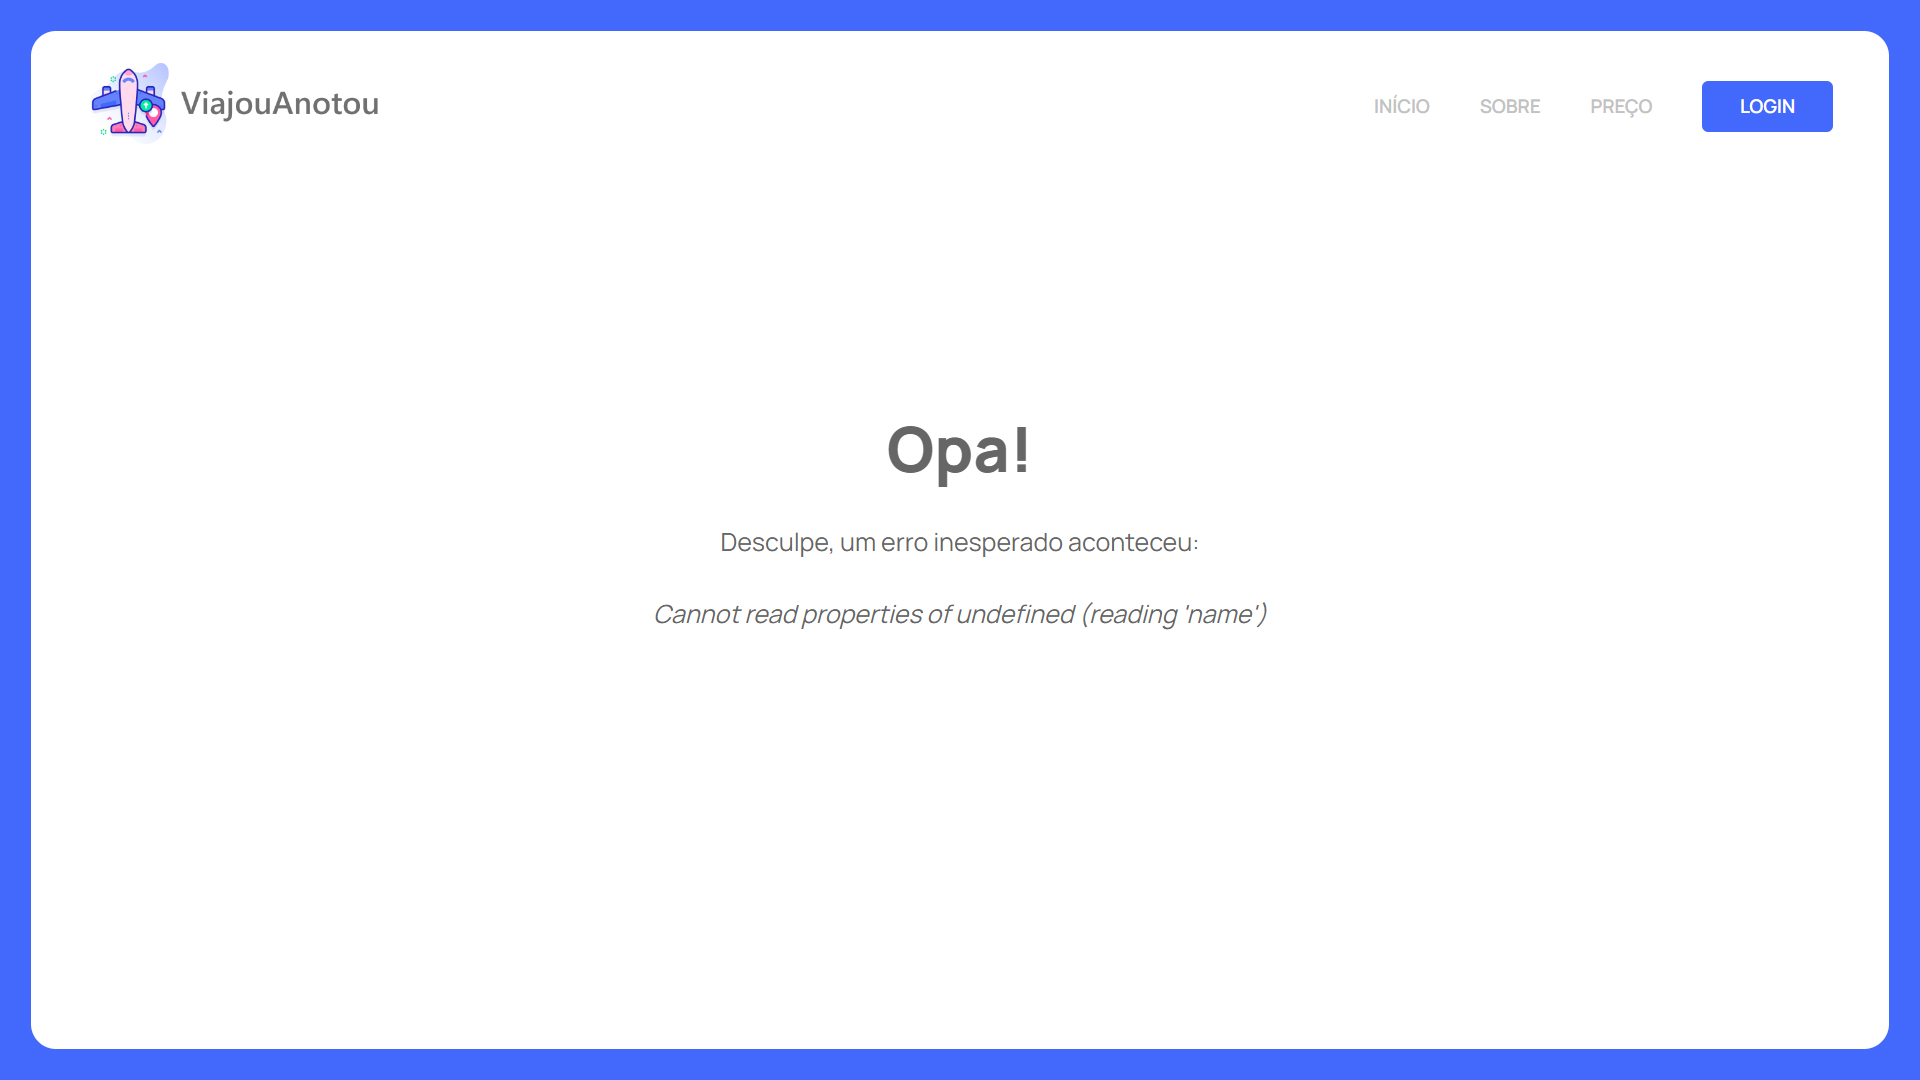 ViajouAnotou
INÍCIO SOBRE PREÇO LOGIN
Opa!
Desculpe, um erro inesperado aconteceu:
Cannot read properties of undefined (reading 'name')